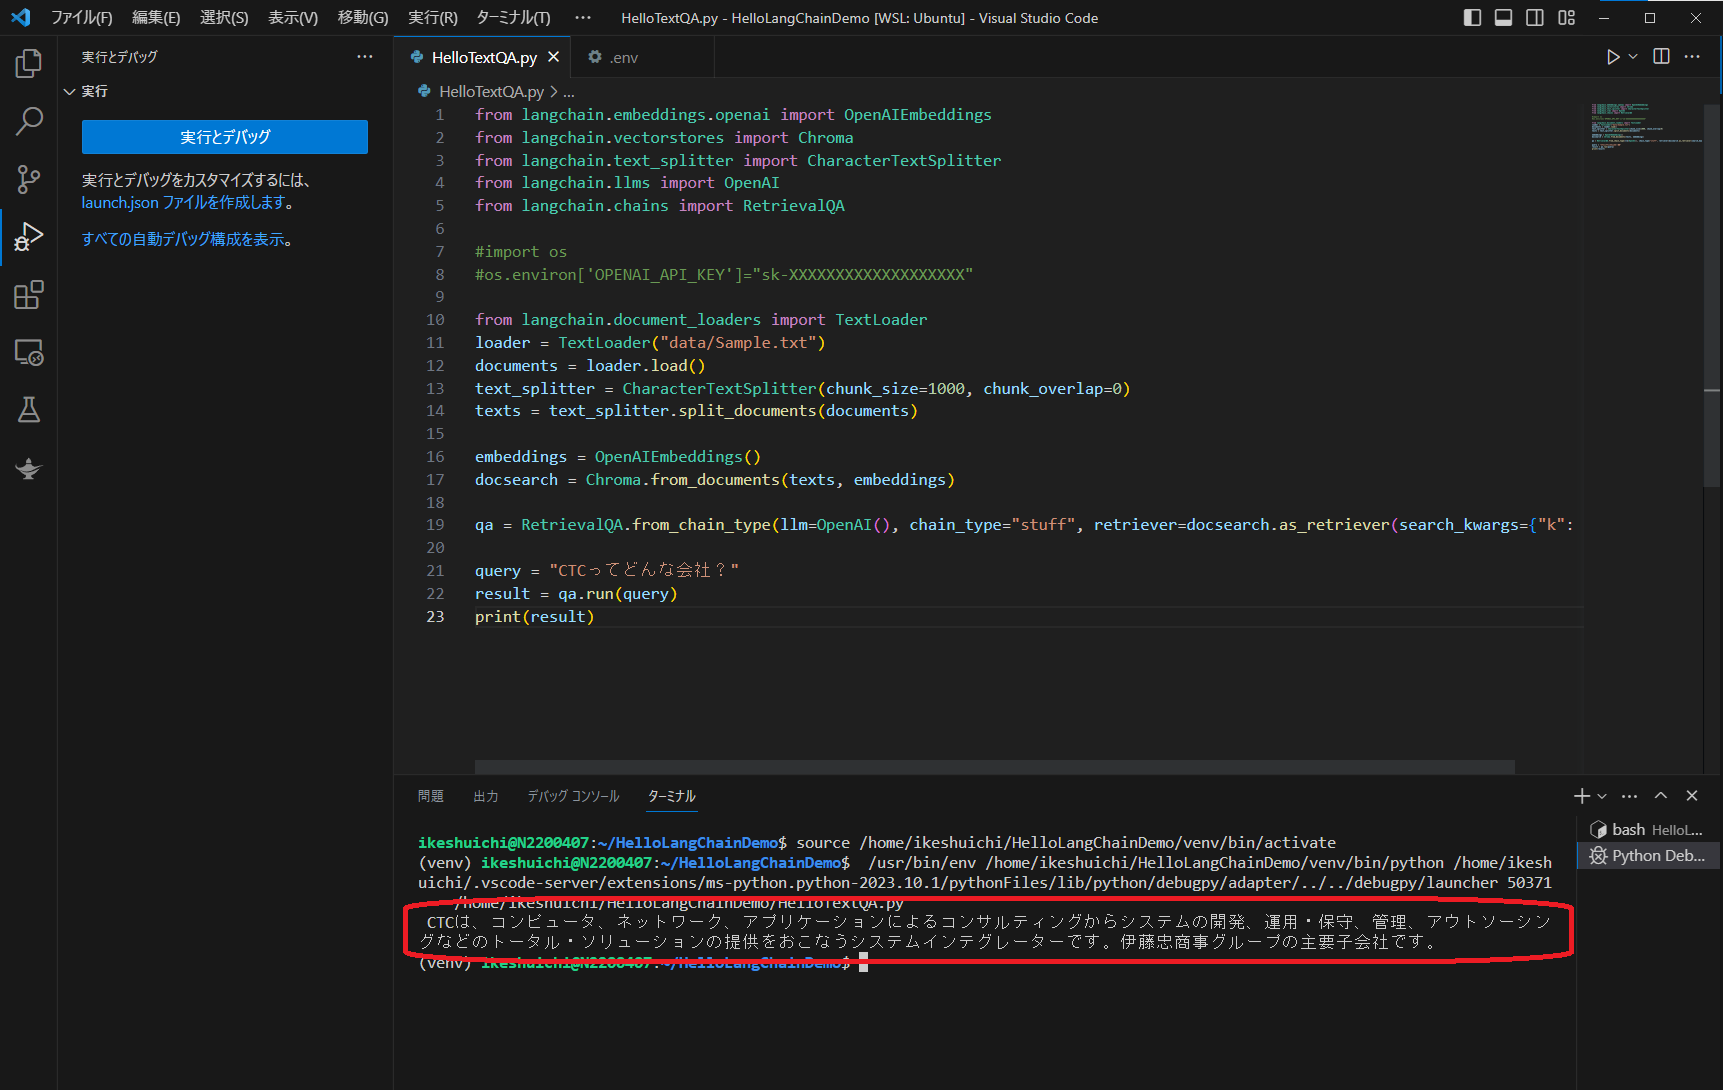 ファイル(F) 編集(E) 選択(S) 表示(V) 移動(G) 実行(R) ターミナル(T) ··· HelloTextQA.py - HelloLangChainDemo [WSL: Ubuntu] - Visual Studio Code
実行とデバッグ ···
実行
実行とデバッグ
実行とデバッグをカスタマイズするには、
launch.json ファイルを作成します。
すべての自動デバッグ構成を表示。
HelloTextQA.py .env
HelloTextQA.py > ...
1 from langchain.embeddings.openai import OpenAIEmbeddings
2 from langchain.vectorstores import Chroma
3 from langchain.text_splitter import CharacterTextSplitter
4 from langchain.llms import OpenAI
5 from langchain.chains import RetrievalQA
6
7 #import os
8 #os.environ['OPENAI_API_KEY']="sk-XXXXXXXXXXXXXXXXXXX"
9
10 from langchain.document_loaders import TextLoader
11 loader = TextLoader("data/Sample.txt")
12 documents = loader.load()
13 text_splitter = CharacterTextSplitter(chunk_size=1000, chunk_overlap=0)
14 texts = text_splitter.split_documents(documents)
15
16 embeddings = OpenAIEmbeddings()
17 docsearch = Chroma.from_documents(texts, embeddings)
18
19 qa = RetrievalQA.from_chain_type(llm=OpenAI(), chain_type="stuff", retriever=docsearch.as_retriever(search_kwargs={"k":
20
21 query = "CTCってどんな会社？"
22 result = qa.run(query)
23 print(result)
問題 出力 デバッグ コンソール ターミナル
ikeshuichi@N2200407:~/HelloLangChainDemo$ source /home/ikeshuichi/HelloLangChainDemo/venv/bin/activate
(venv) ikeshuichi@N2200407:~/HelloLangChainDemo$  /usr/bin/env /home/ikeshuichi/HelloLangChainDemo/venv/bin/python /home/ikesh
uichi/.vscode-server/extensions/ms-python.python-2023.10.1/pythonFiles/lib/python/debugpy/adapter/../../debugpy/launcher 50371
/home/ikeshuichi/HelloLangChainDemo/HelloTextQA.py
CTCは、コンピュータ、ネットワーク、アプリケーションによるコンサルティングからシステムの開発、運用・保守、管理、アウトソーシン
グなどのトータル・ソリューションの提供をおこなうシステムインテグレーターです。伊藤忠商事グループの主要子会社です。
(venv) ikeshuichi@N2200407:~/HelloLangChainDemo$
bash HelloL...
Python Deb...